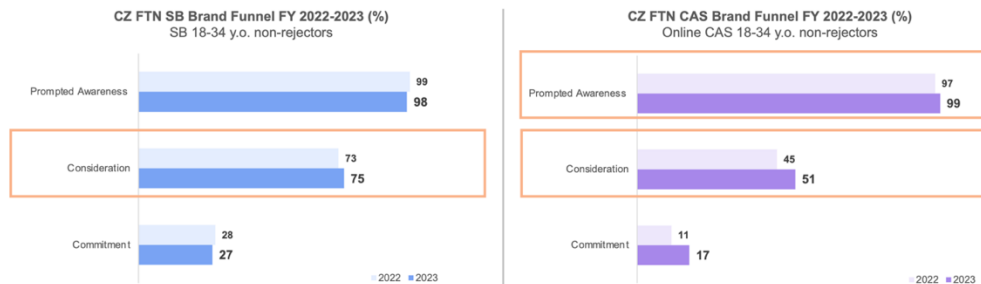 CZ FTN SB Brand Funnel FY 2022-2023 (%)
SB 18-34 y.o. non-rejectors
Prompted Awareness
99
98
Consideration
73
75
Commitment
28
27
2022 2023
CZ FTN CAS Brand Funnel FY 2022-2023 (%)
Online CAS 18-34 y.o. non-rejectors
Prompted Awareness
97
99
Consideration
45
51
Commitment
11
17
2022 2023